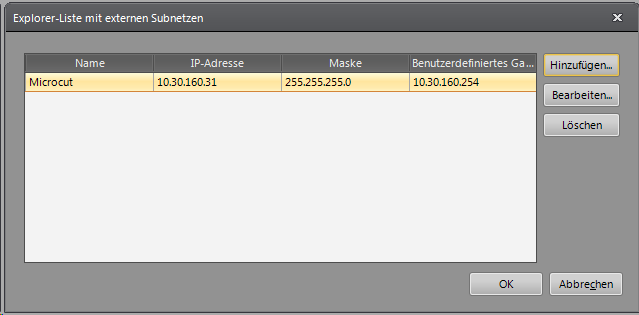 Explorer-Liste mit externen Subnetzen
Name IP-Adresse Maske Benutzerdefiniertes Ga...
Microcut 10.30.160.31 255.255.255.0 10.30.160.254
Hinzufügen...
Bearbeiten...
Löschen
OK Abbrechen